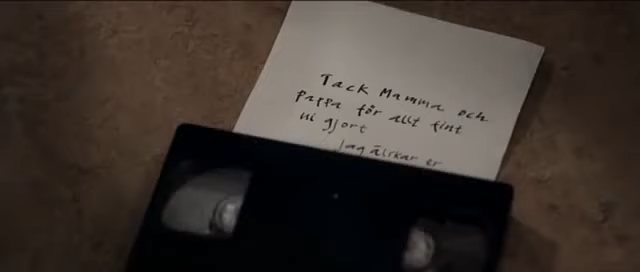 Tack Mamma och
Pappa för allt fint
ni gjort
Jag älskar er